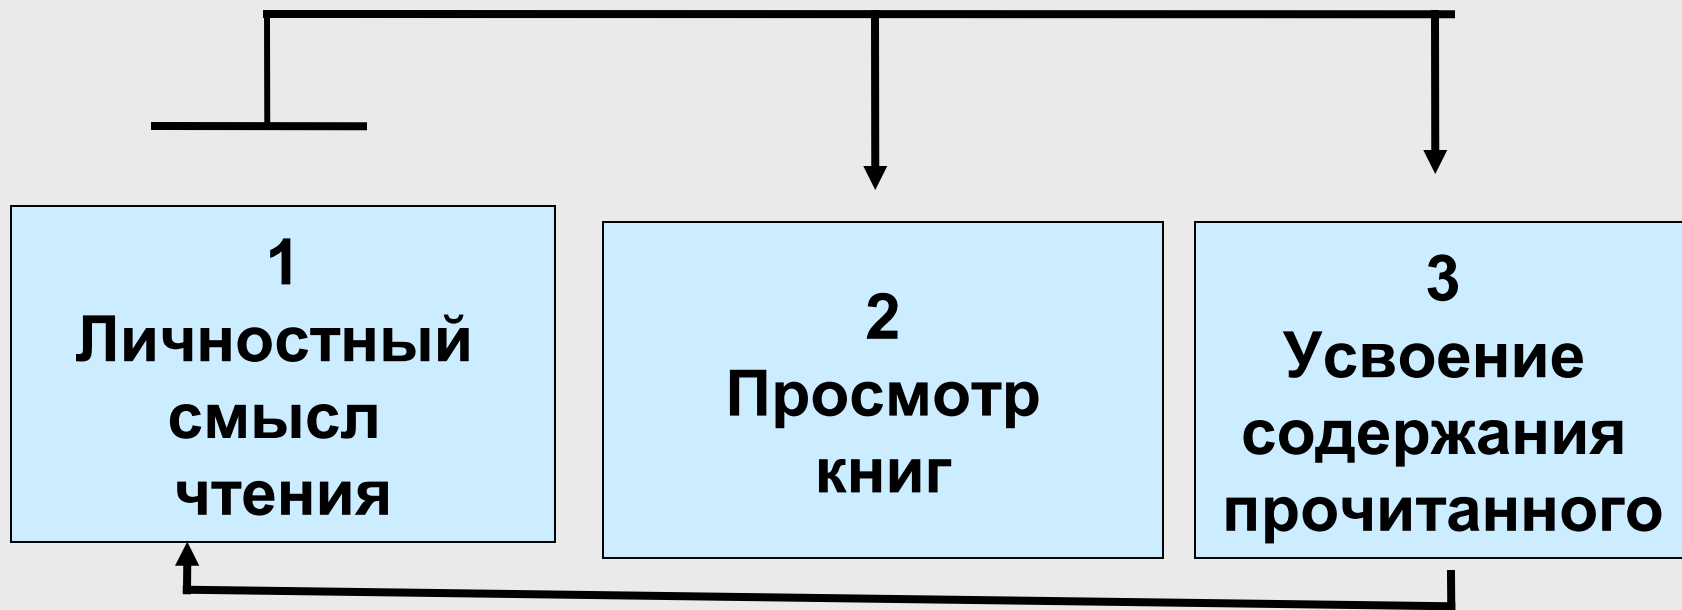 1
Личностный
смысл
чтения
2
Просмотр
книг
3
Усвоение
содержания
прочитанного